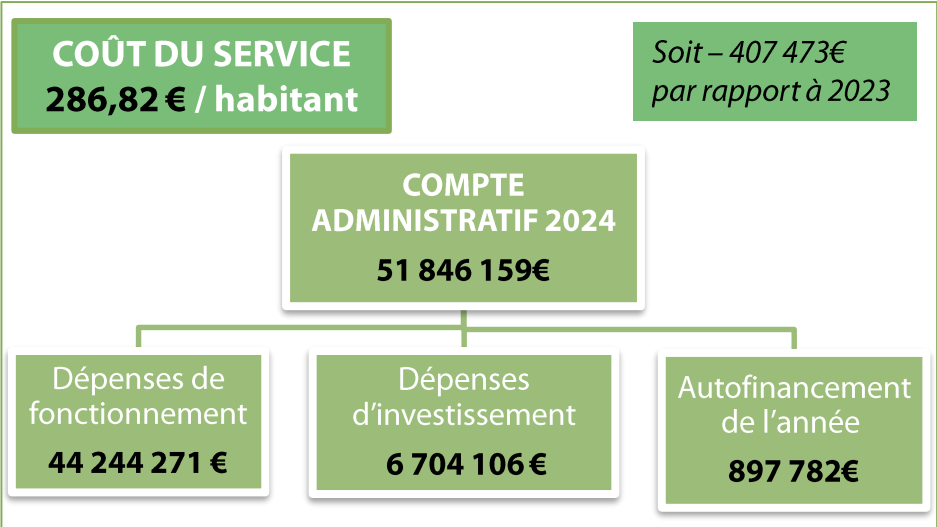 COÛT DU SERVICE
286,82 € / habitant
Soit – 407 473€
par rapport à 2023
COMPTE
ADMINISTRATIF 2024
51 846 159€
Dépenses de
fonctionnement
44 244 271 €
Dépenses
d’investissement
6 704 106 €
Autofinancement
de l’année
897 782€